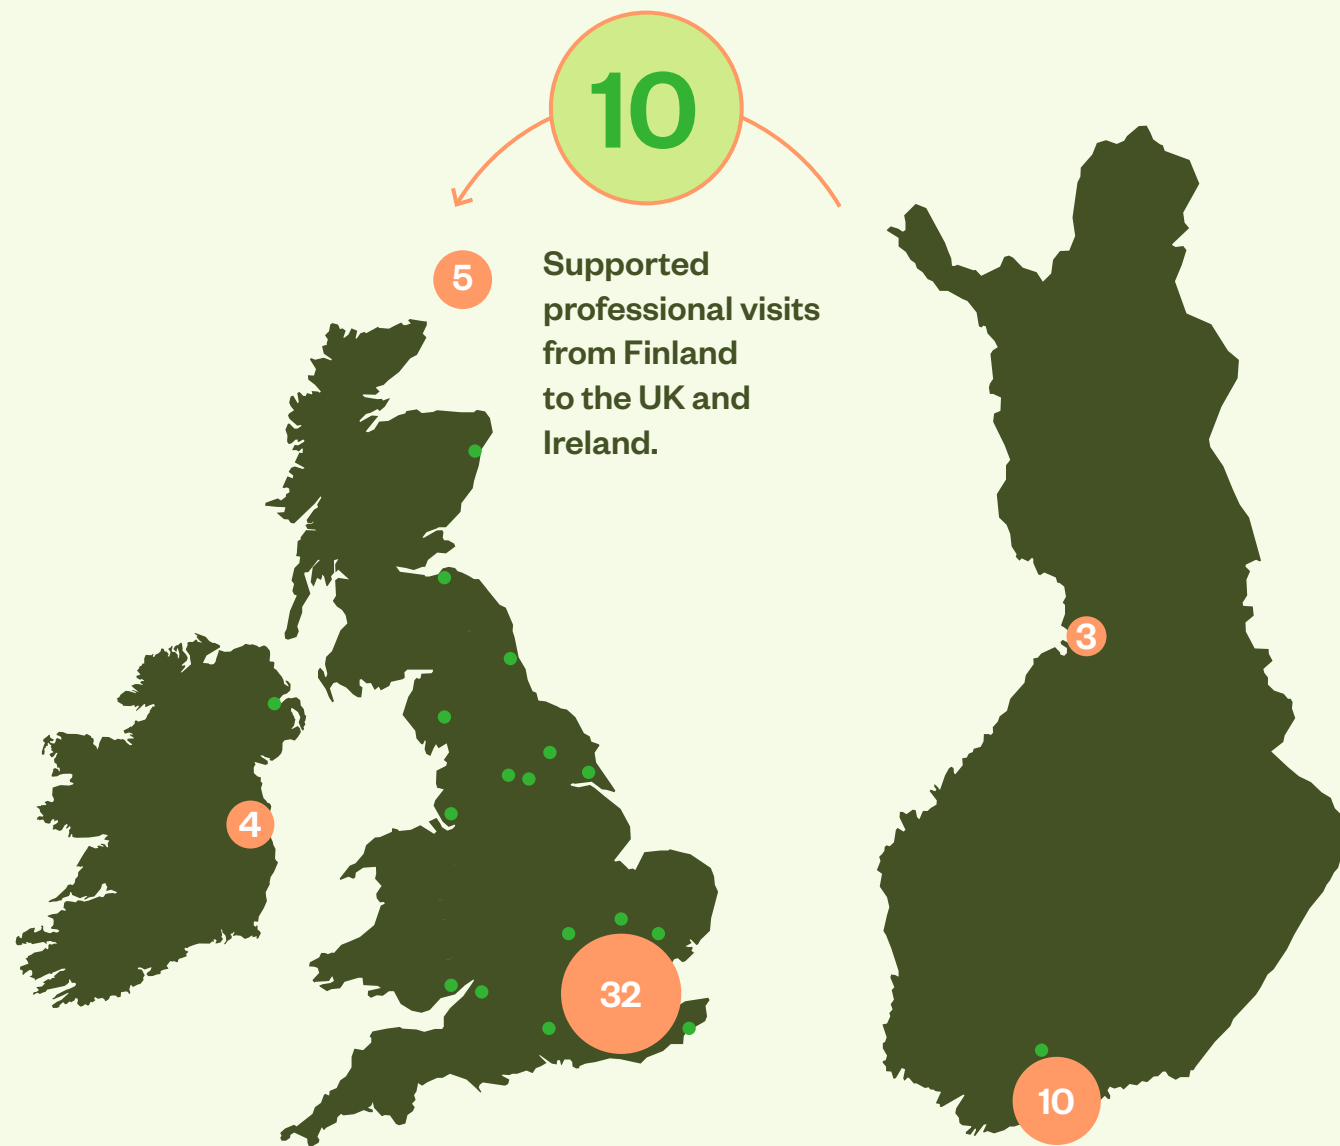 10
5
Supported
professional visits
from Finland
to the UK and
Ireland.
3
4
32
10